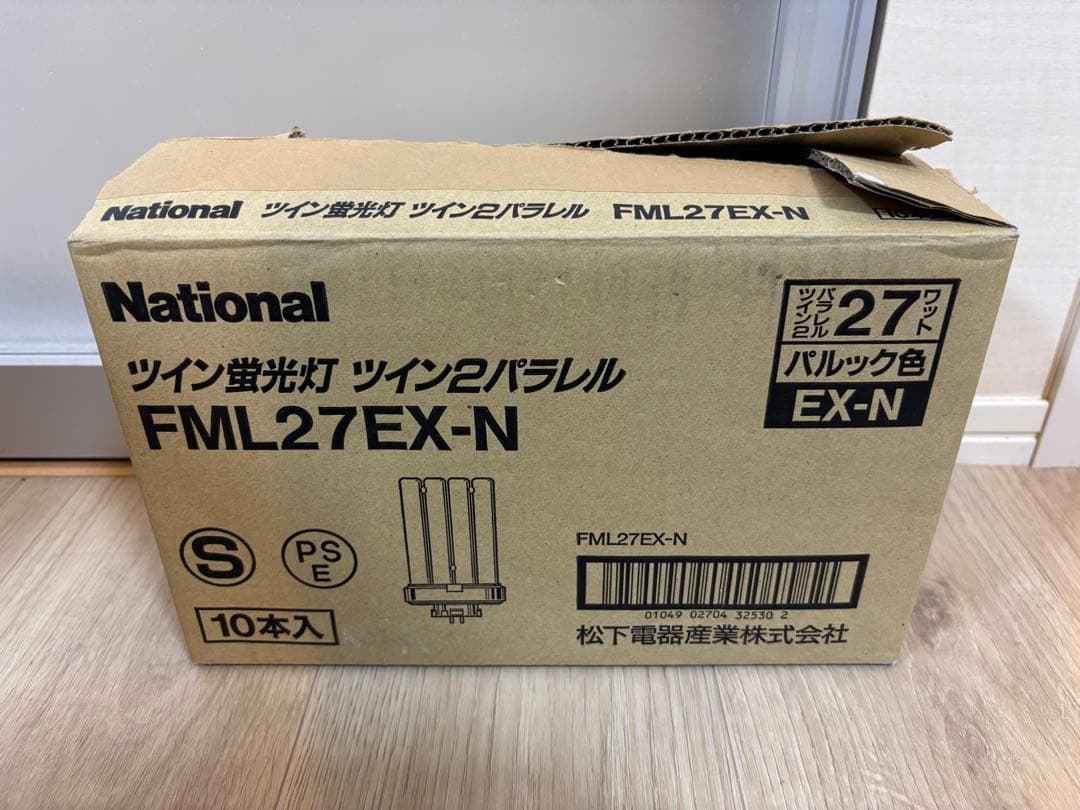 National ツイン蛍光灯 ツイン2パラレル FML27EX-N
National
ツイン蛍光灯 ツイン2パラレル
FML27EX-N
パラレル
ツイン2
27
ワット
パルック色
EX-N
S
PS
E
10本入
FML27EX-N
01049 02704 32530 2
松下電器産業株式会社